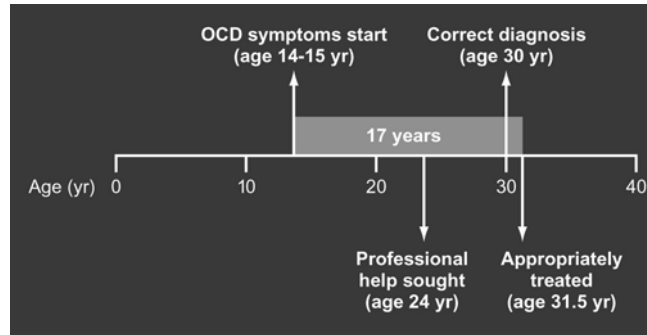 OCD symptoms start
(age 14-15 yr)
Correct diagnosis
(age 30 yr)
17 years
Age (yr) 0 10 20 30 40
Professional
help sought
(age 24 yr)
Appropriately
treated
(age 31.5 yr)